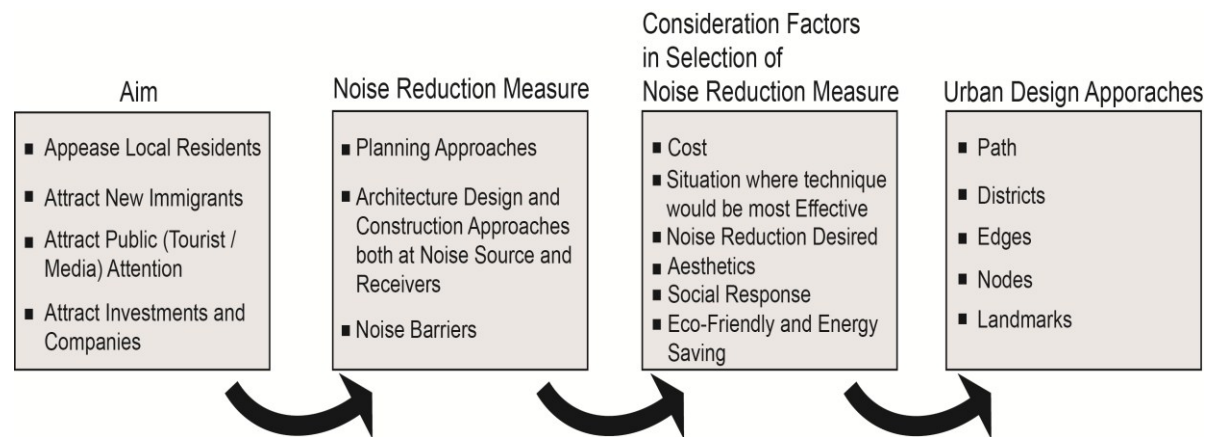 Aim
■ Appease Local Residents
■ Attract New Immigrants
■ Attract Public (Tourist /
Media) Attention
■ Attract Investments and
Companies
Noise Reduction Measure
■ Planning Approaches
■ Architecture Design and
Construction Approaches
both at Noise Source and
Receivers
■ Noise Barriers
Consideration Factors
in Selection of
Noise Reduction Measure
■ Cost
■ Situation where technique
would be most Effective
■ Noise Reduction Desired
■ Aesthetics
■ Social Response
■ Eco-Friendly and Energy
Saving
Urban Design Apporaches
■ Path
■ Districts
■ Edges
■ Nodes
■ Landmarks